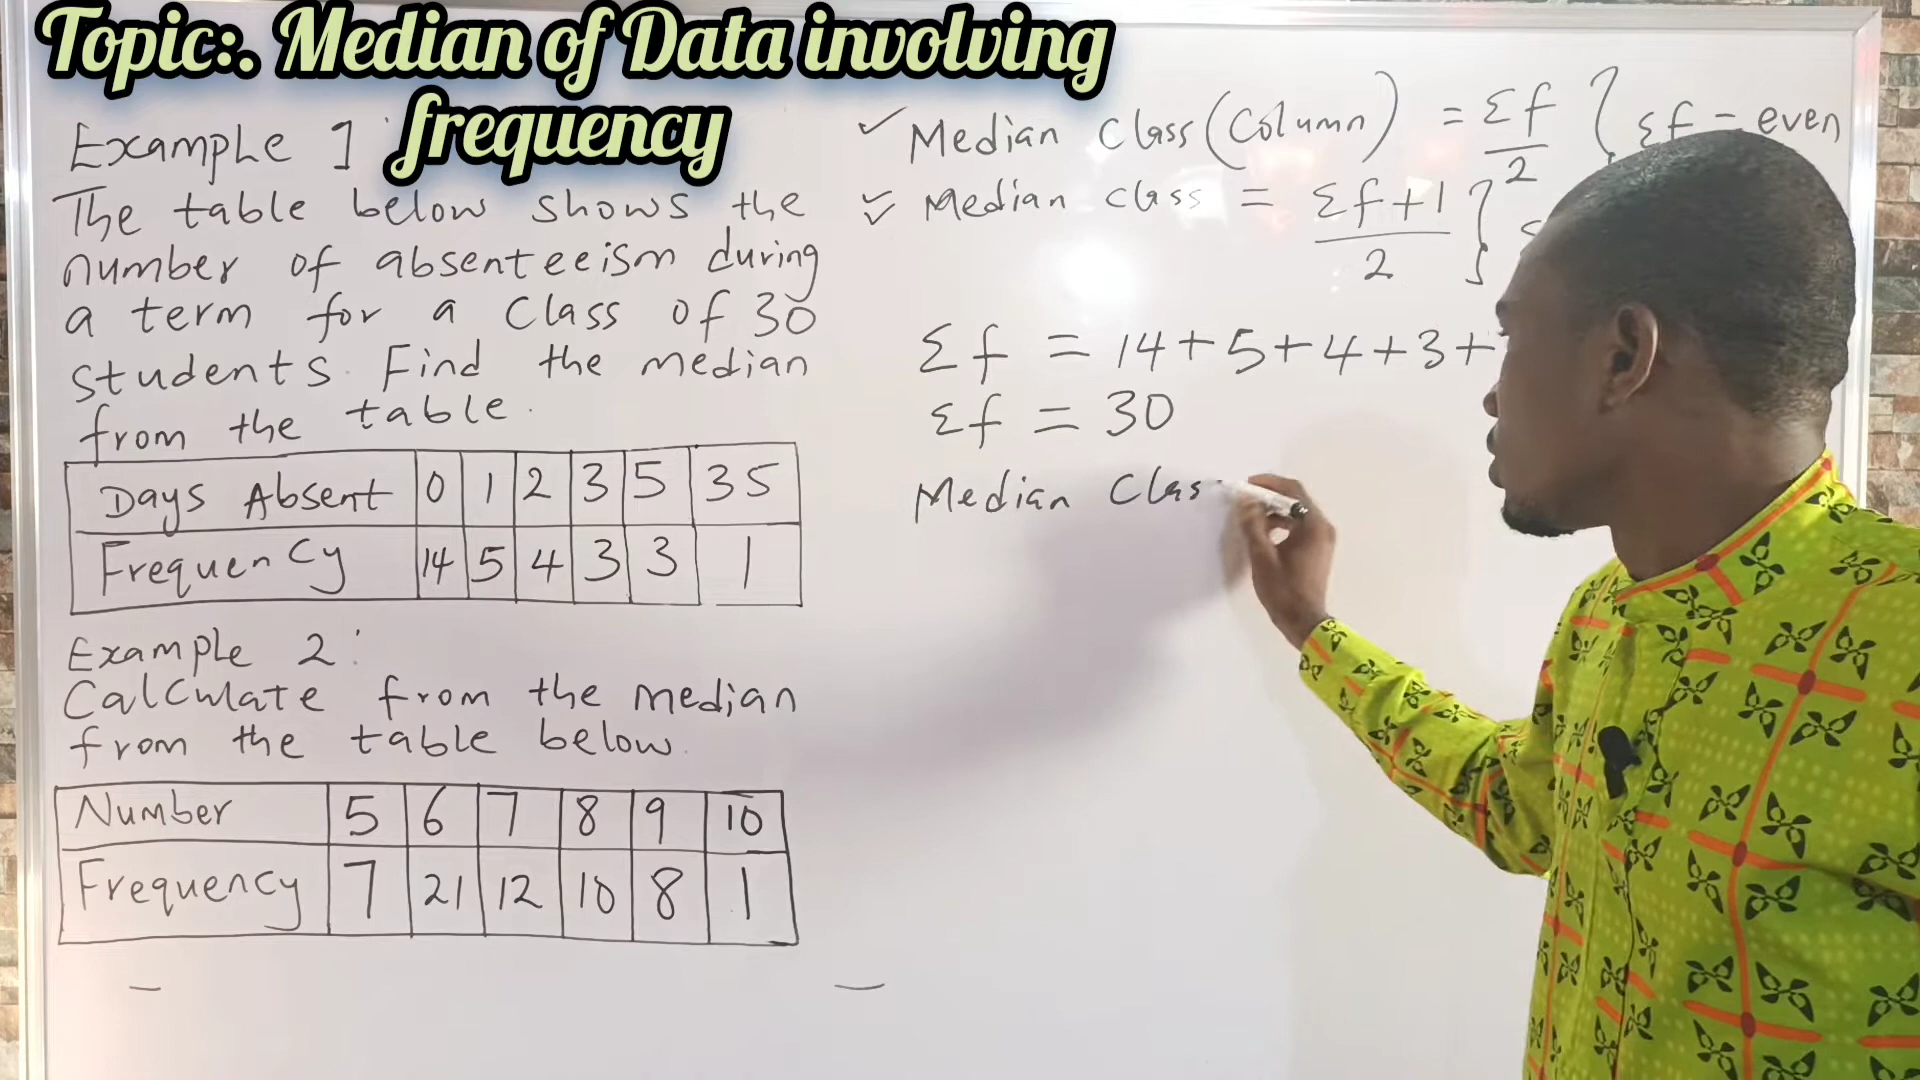 Topic:. Median of Data involving
frequency
Example 1:
The table below shows the
number of absenteeism during
a term for a class of 30
students. Find the median
from the table.
Days Absent 0 1 2 3 5 35
Frequency 14 5 4 3 3 1
Example 2:
Calculate from the median
from the table below.
Number 5 6 7 8 9 10
Frequency 7 21 12 10 8 1
Median Class (Column) = Σf/2 { Σf = even
Median class = Σf+1/2 }
Σf = 14+5+4+3+
Σf = 30
Median Clas